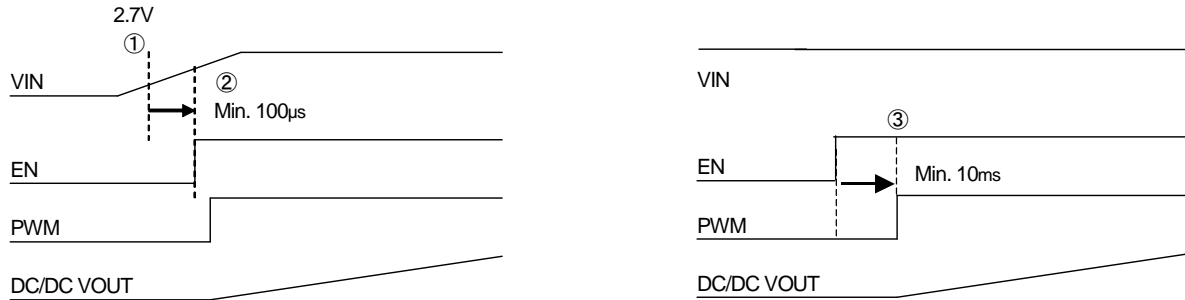 2.7V
①
VIN
②
Min. 100µs
EN
PWM
DC/DC VOUT
VIN
③
EN
Min. 10ms
PWM
DC/DC VOUT